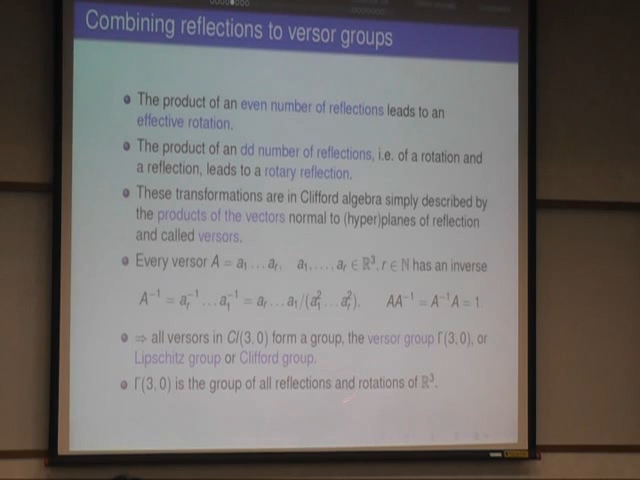 Combining reflections to versor groups
The product of an even number of reflections leads to an
effective rotation.
The product of an dd number of reflections, i.e. of a rotation and
a reflection, leads to a rotary reflection.
These transformations are in Clifford algebra simply described by
the products of the vectors normal to (hyper)planes of reflection
and called versors.
Every versor A = a₁ … aᵣ, a₁, …, aᵣ ∈ ℝ³, r ∈ ℕ has an inverse
A⁻¹ = aᵣ⁻¹ … a₁⁻¹ = aᵣ … a₁/(a₁² … aᵣ²), AA⁻¹ = A⁻¹A = 1
⇒ all versors in Cl(3,0) form a group, the versor group Γ(3,0), or
Lipschitz group or Clifford group.
Γ(3,0) is the group of all reflections and rotations of ℝ³.